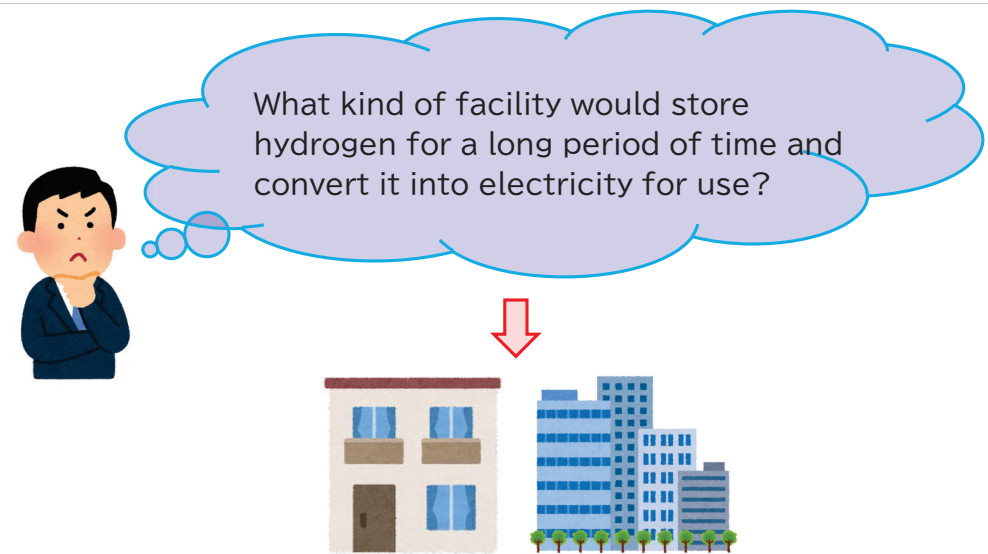 What kind of facility would store
hydrogen for a long period of time and
convert it into electricity for use?